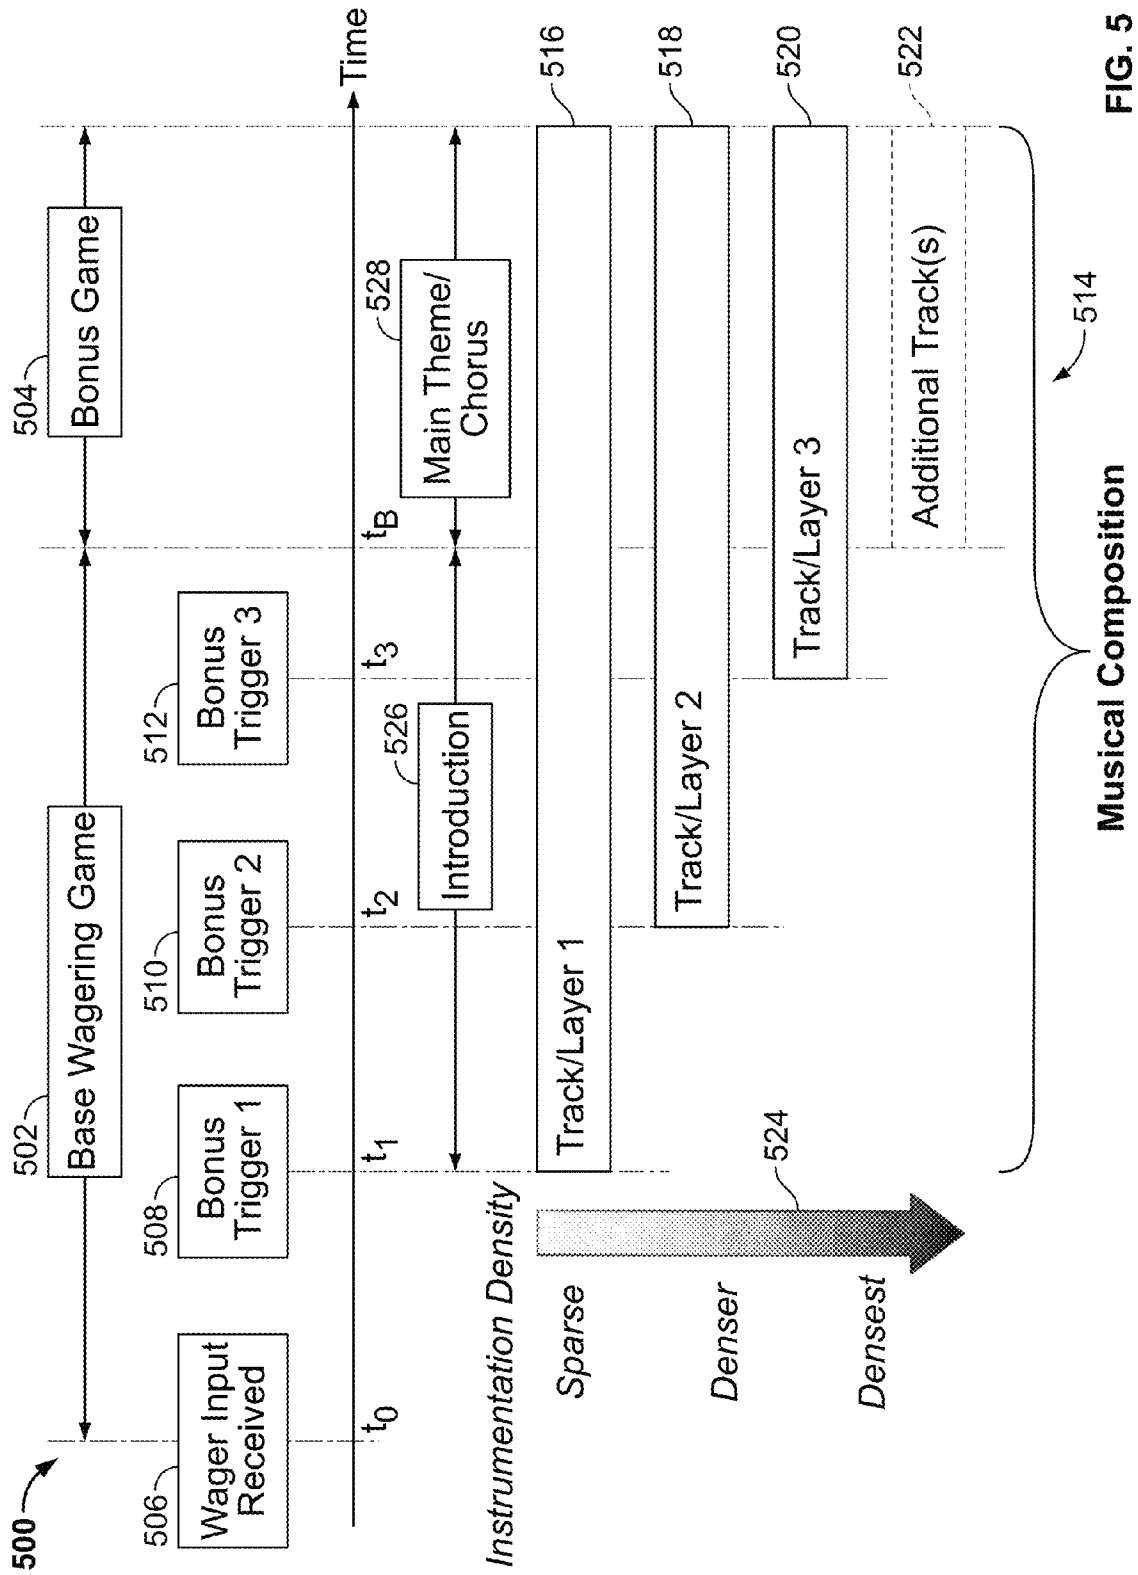 500
502
Base Wagering Game
504
Bonus Game
506
Wager Input
Received
508
Bonus
Trigger 1
510
Bonus
Trigger 2
512
Bonus
Trigger 3
t0
t1
t2
t3
tB
Time
526
Introduction
528
Main Theme/
Chorus
Instrumentation Density
Sparse
Track/Layer 1
516
Denser
Track/Layer 2
518
524
Track/Layer 3
520
Densest
Additional Track(s)
522
514
Musical Composition
FIG. 5